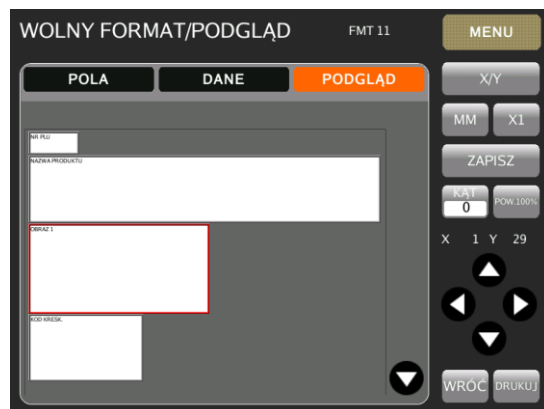 WOLNY FORMAT/PODGLĄD FMT 11 MENU
POLA DANE PODGLĄD X/Y
MM X1
ZAPISZ
KĄT
0 POW.100%
X 1 Y 29
NR PLU
NAZWA PRODUKTU
OBRAZ 1
KOD KRESK.
WRÓĆ DRUKUJ